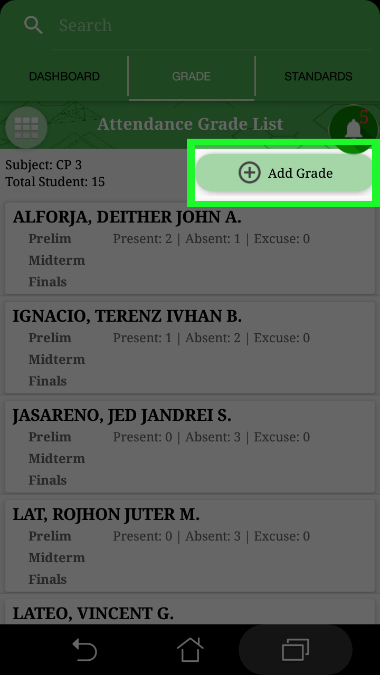 Search
DASHBOARD GRADE STANDARDS
Attendance Grade List
5
Subject: CP 3
Total Student: 15
Add Grade
ALFORJA, DEITHER JOHN A.
Prelim Present: 2 | Absent: 1 | Excuse: 0
Midterm
Finals
IGNACIO, TERENZ IVHAN B.
Prelim Present: 1 | Absent: 2 | Excuse: 0
Midterm
Finals
JASARENO, JED JANDREI S.
Prelim Present: 0 | Absent: 3 | Excuse: 0
Midterm
Finals
LAT, ROJHON JUTER M.
Prelim Present: 0 | Absent: 3 | Excuse: 0
Midterm
Finals
LATEO, VINCENT G.